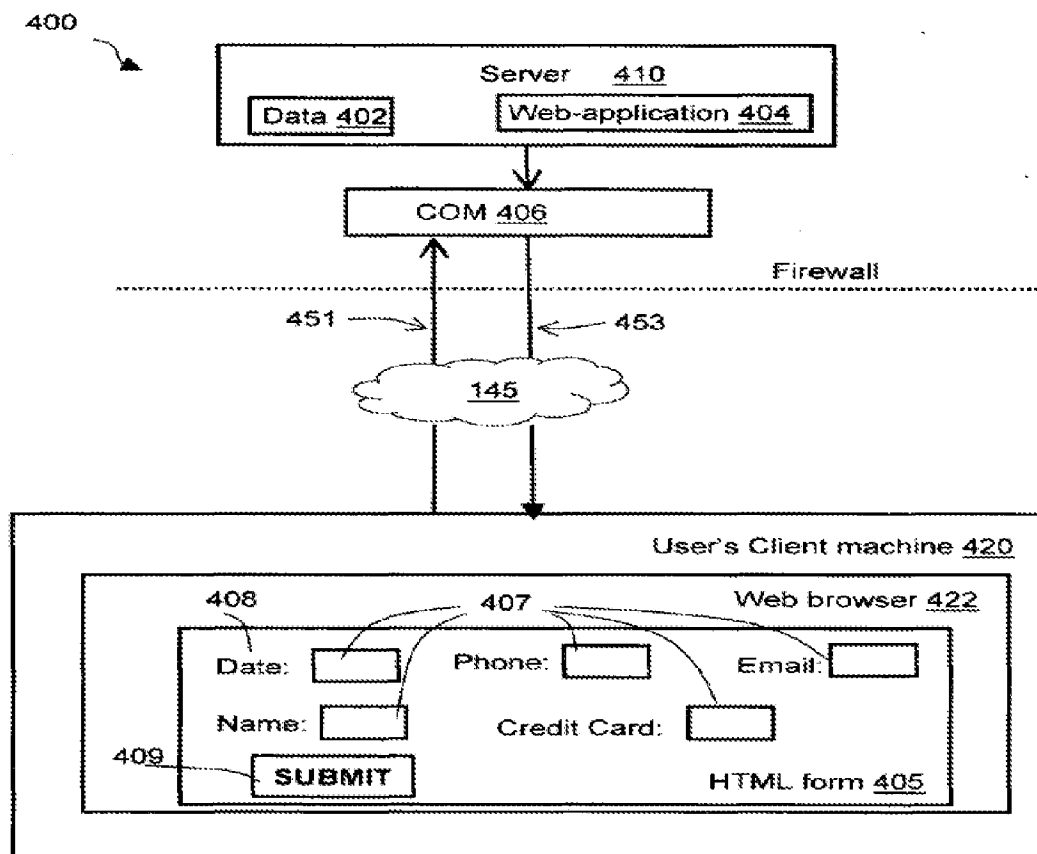 400
Server 410
Data 402
Web-application 404
COM 406
Firewall
451
453
145
User's Client machine 420
Web browser 422
408
407
Date:
Phone:
Email:
Name:
Credit Card:
409
SUBMIT
HTML form 405